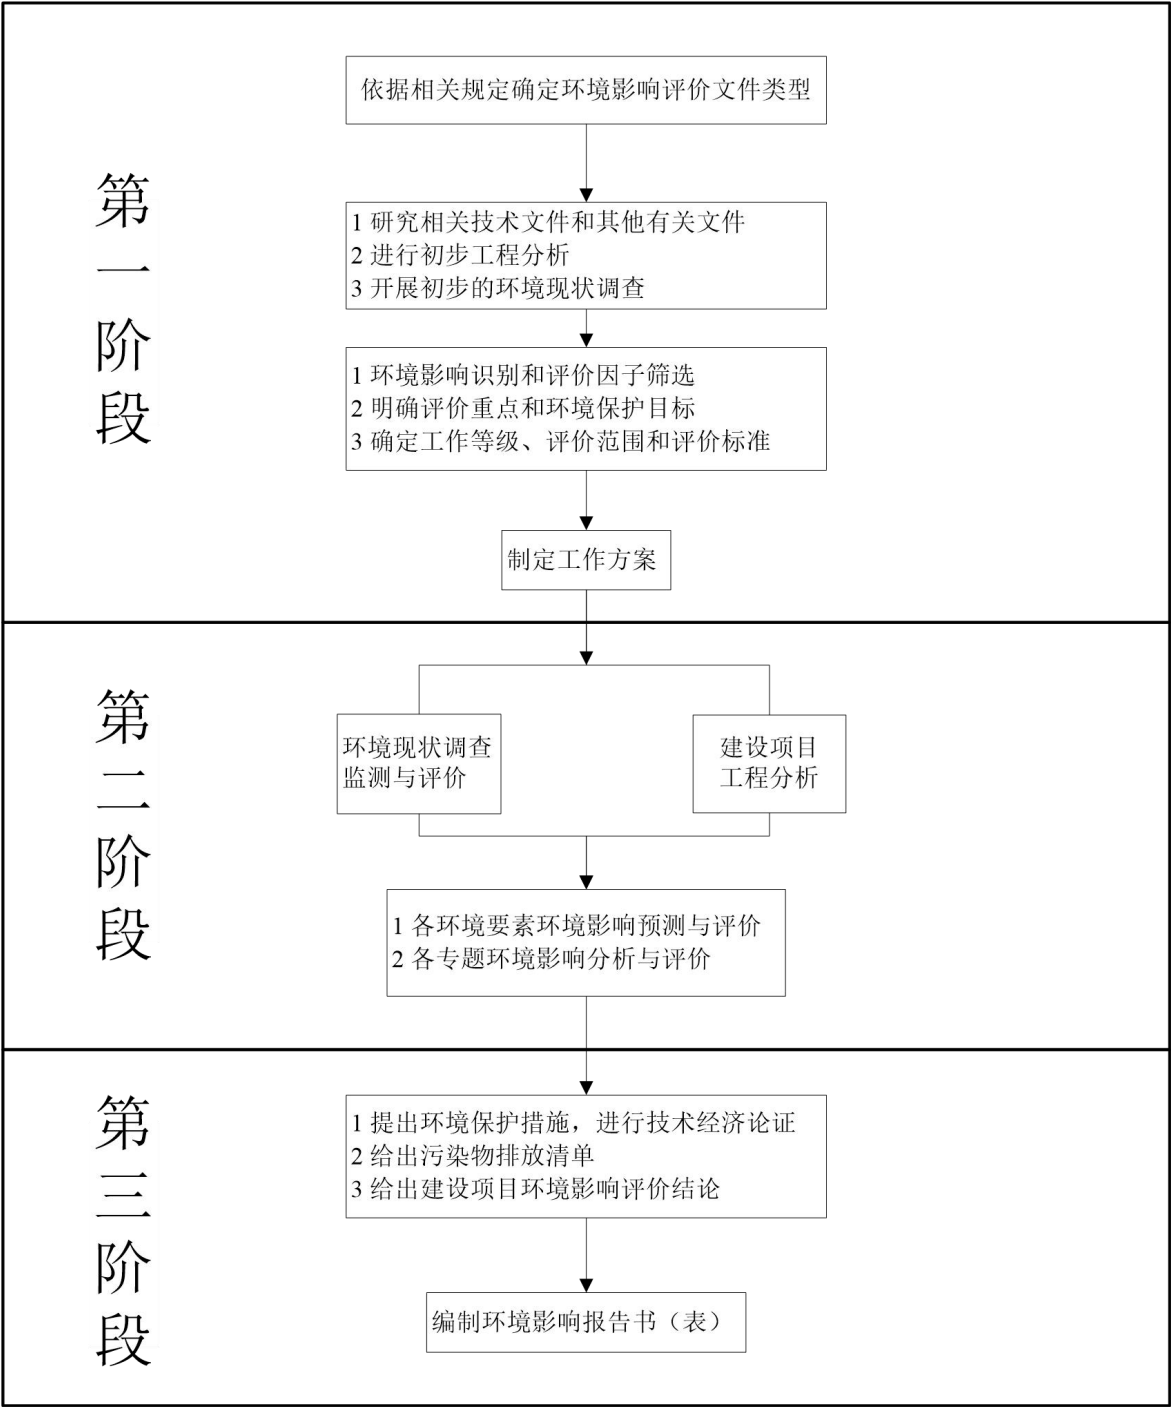 第一阶段
依据相关规定确定环境影响评价文件类型
1 研究相关技术文件和其他有关文件
2 进行初步工程分析
3 开展初步的环境现状调查
1 环境影响识别和评价因子筛选
2 明确评价重点和环境保护目标
3 确定工作等级、评价范围和评价标准
制定工作方案
第二阶段
环境现状调查
监测与评价
建设项目
工程分析
1 各环境要素环境影响预测与评价
2 各专题环境影响分析与评价
第三阶段
1 提出环境保护措施，进行技术经济论证
2 给出污染物排放清单
3 给出建设项目环境影响评价结论
编制环境影响报告书（表）